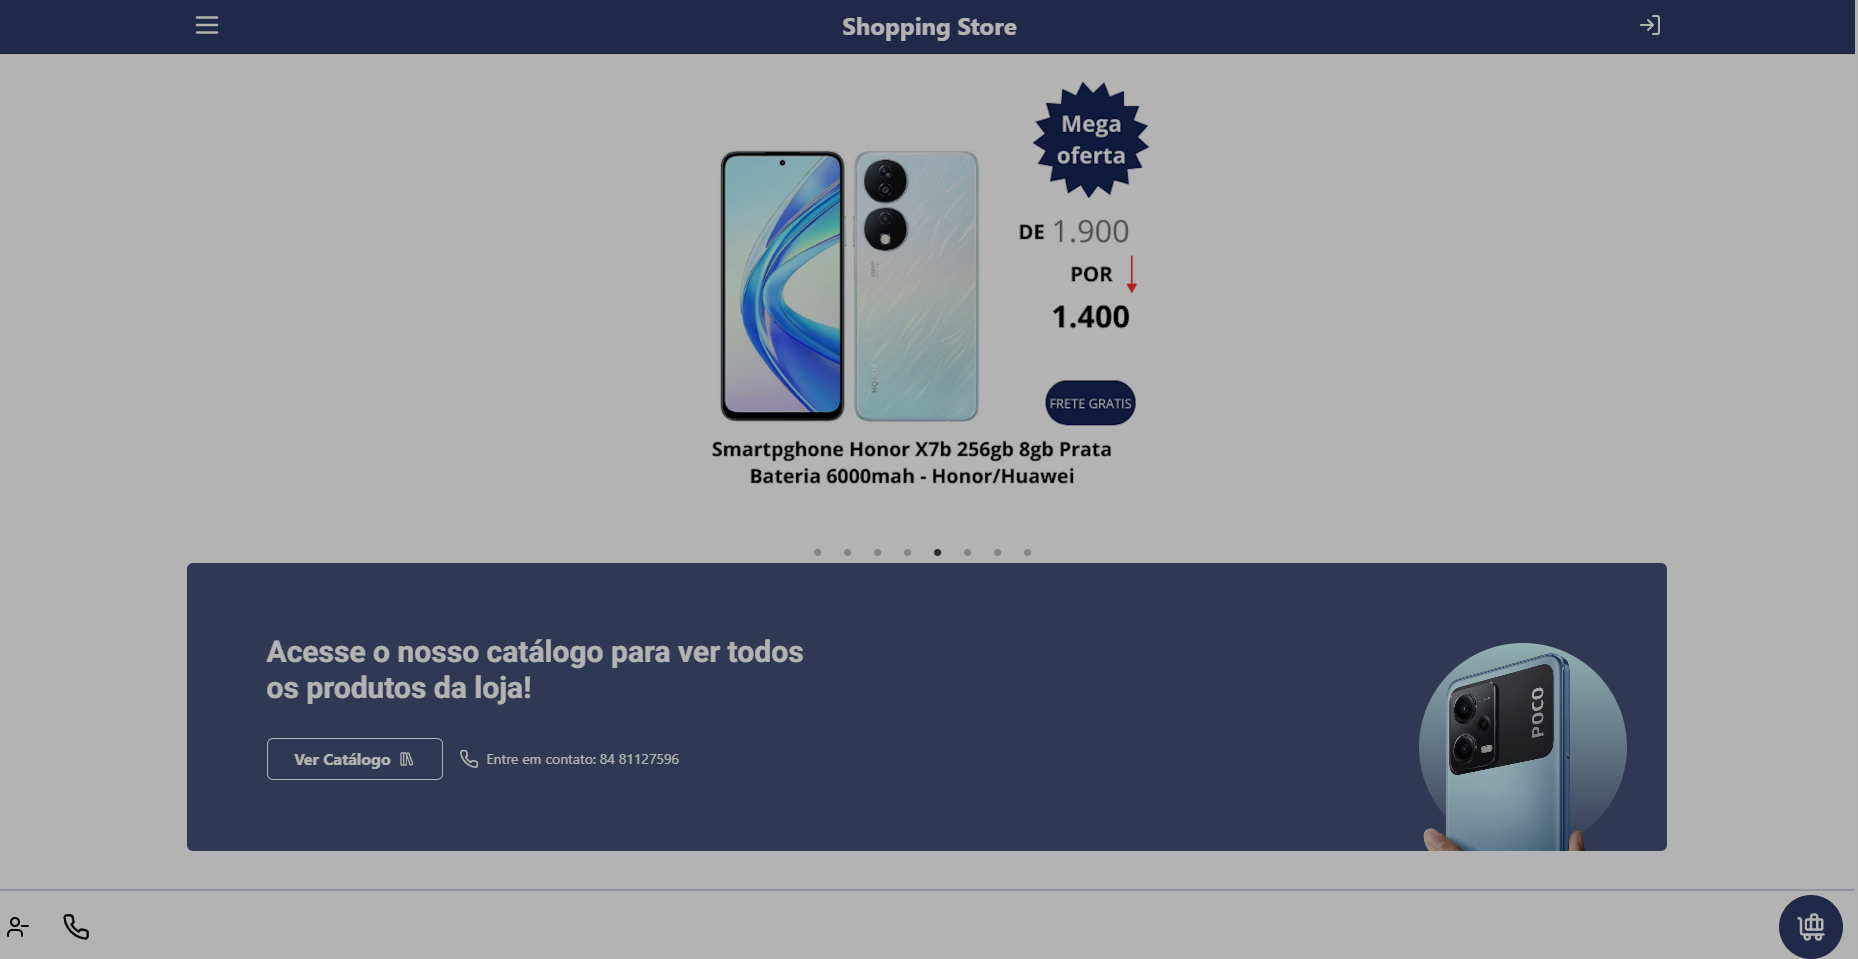 Shopping Store
Mega
oferta
DE 1.900
POR
1.400
FRETE GRATIS
Smartpghone Honor X7b 256gb 8gb Prata
Bateria 6000mah - Honor/Huawei
Acesse o nosso catálogo para ver todos
os produtos da loja!
Ver Catálogo
Entre em contato: 84 81127596
POCO